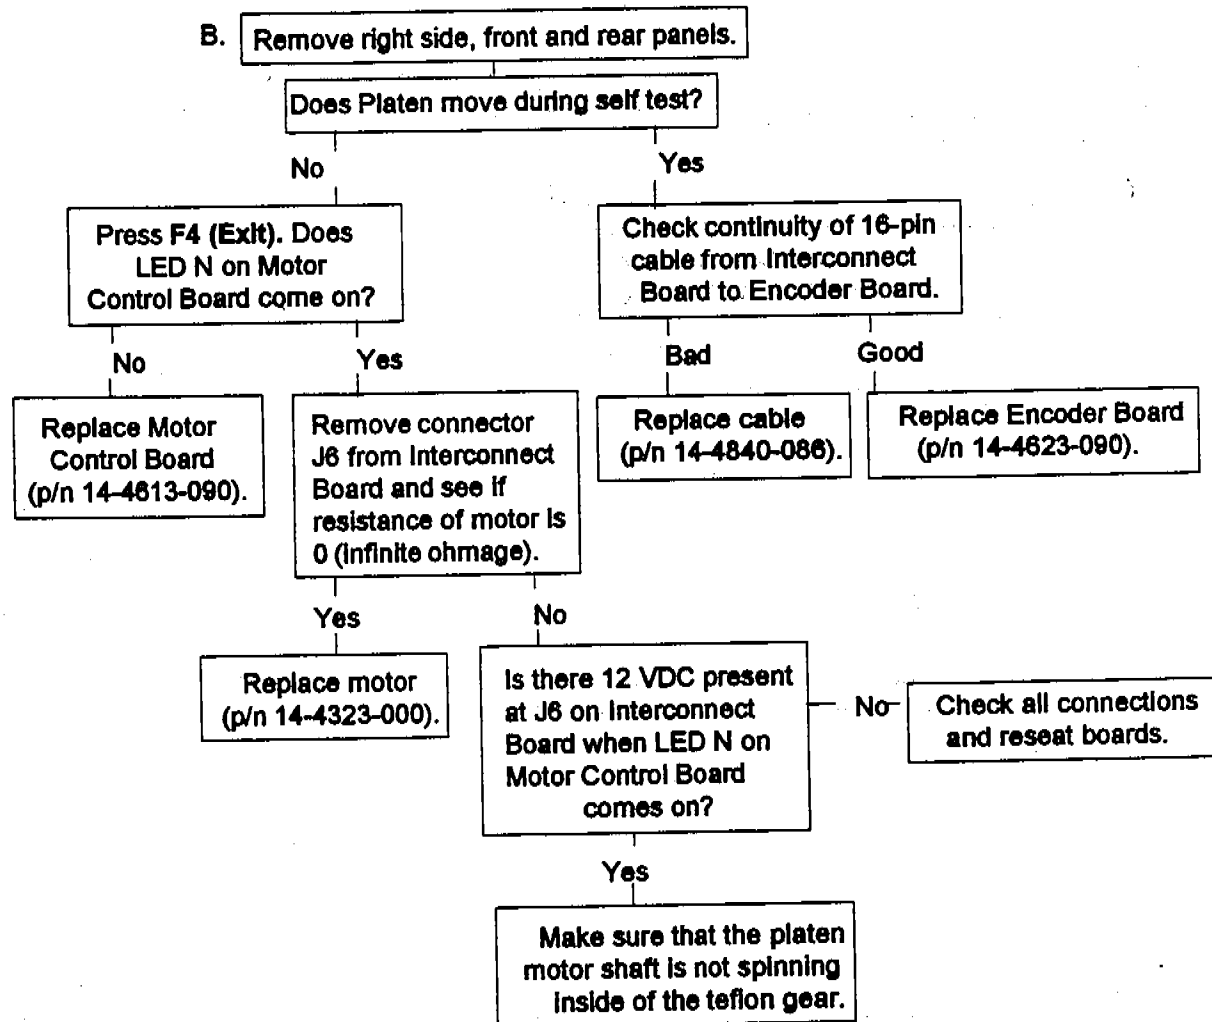 B. Remove right side, front and rear panels.
Does Platen move during self test?
No
Yes
Press F4 (Exit). Does
LED N on Motor
Control Board come on?
Check continuity of 16-pin
cable from Interconnect
Board to Encoder Board.
No
Yes
Bad
Good
Replace Motor
Control Board
(p/n 14-4613-090).
Remove connector
J6 from Interconnect
Board and see if
resistance of motor is
0 (infinite ohmage).
Replace cable
(p/n 14-4840-086).
Replace Encoder Board
(p/n 14-4623-090).
Yes
No
Replace motor
(p/n 14-4323-000).
Is there 12 VDC present
at J6 on Interconnect
Board when LED N on
Motor Control Board
comes on?
No
Check all connections
and reseat boards.
Yes
Make sure that the platen
motor shaft is not spinning
inside of the teflon gear.